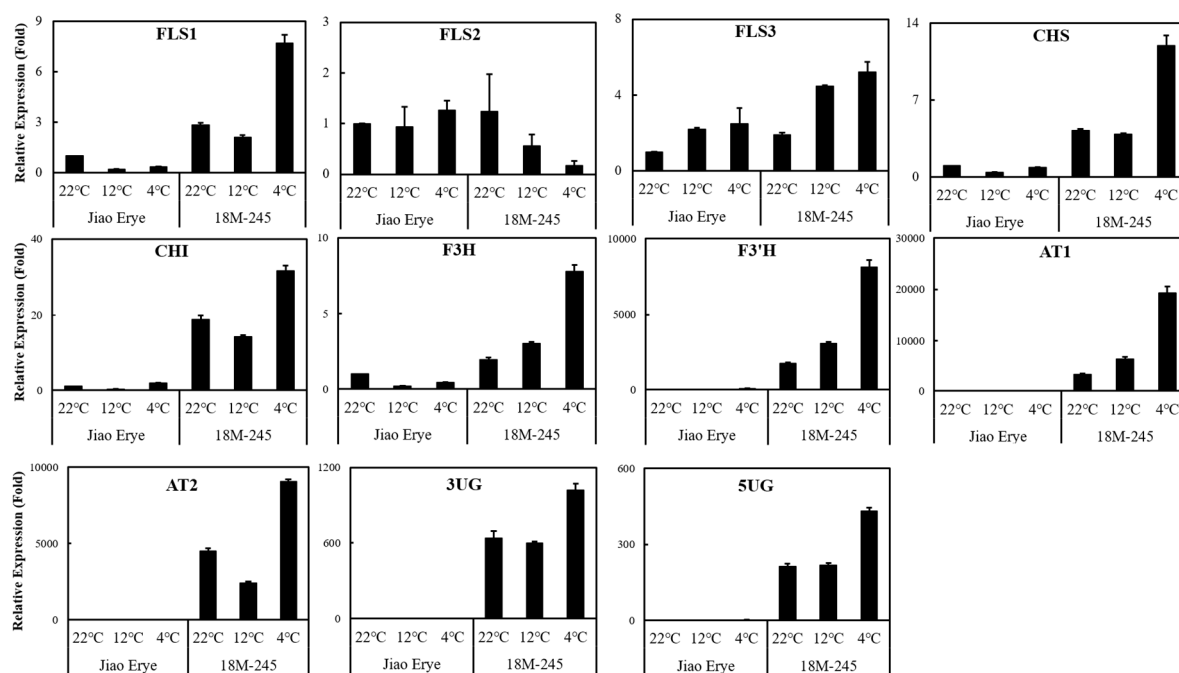 Relative Expression (Fold)
FLS1
9
6
3
0
22°C 12°C 4°C 22°C 12°C 4°C
Jiao Erye 18M-245
FLS2
3
2
1
0
22°C 12°C 4°C 22°C 12°C 4°C
Jiao Erye 18M-245
FLS3
8
4
0
22°C 12°C 4°C 22°C 12°C 4°C
Jiao Erye 18M-245
CHS
14
7
0
22°C 12°C 4°C 22°C 12°C 4°C
Jiao Erye 18M-245
Relative Expression (Fold)
CHI
40
20
0
22°C 12°C 4°C 22°C 12°C 4°C
Jiao Erye 18M-245
F3H
10
5
0
22°C 12°C 4°C 22°C 12°C 4°C
Jiao Erye 18M-245
F3'H
10000
5000
0
22°C 12°C 4°C 22°C 12°C 4°C
Jiao Erye 18M-245
AT1
30000
20000
10000
0
22°C 12°C 4°C 22°C 12°C 4°C
Jiao Erye 18M-245
Relative Expression (Fold)
AT2
10000
5000
0
22°C 12°C 4°C 22°C 12°C 4°C
Jiao Erye 18M-245
3UG
1200
600
0
22°C 12°C 4°C 22°C 12°C 4°C
Jiao Erye 18M-245
5UG
600
300
0
22°C 12°C 4°C 22°C 12°C 4°C
Jiao Erye 18M-245